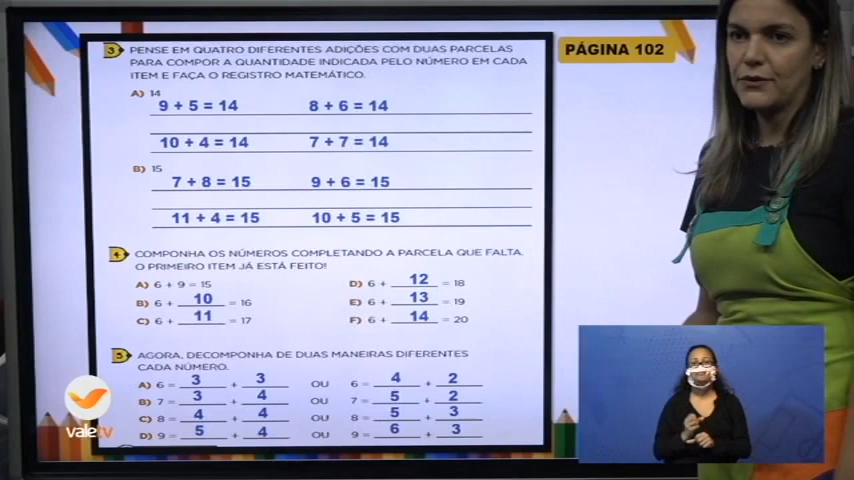 3 PENSE EM QUATRO DIFERENTES ADIÇÕES COM DUAS PARCELAS
PARA COMPOR A QUANTIDADE INDICADA PELO NÚMERO EM CADA
ITEM E FAÇA O REGISTRO MATEMÁTICO.
PÁGINA 102
A) 14
9 + 5 = 14 8 + 6 = 14
10 + 4 = 14 7 + 7 = 14
B) 15
7 + 8 = 15 9 + 6 = 15
11 + 4 = 15 10 + 5 = 15
4 COMPONHA OS NÚMEROS COMPLETANDO A PARCELA QUE FALTA.
O PRIMEIRO ITEM JÁ ESTÁ FEITO!
A) 6 + 9 = 15 D) 6 + 12 = 18
B) 6 + 10 = 16 E) 6 + 13 = 19
C) 6 + 11 = 17 F) 6 + 14 = 20
5 AGORA, DECOMPONHA DE DUAS MANEIRAS DIFERENTES
CADA NÚMERO.
A) 6 = 3 + 3 OU 6 = 4 + 2
B) 7 = 3 + 4 OU 7 = 5 + 2
C) 8 = 4 + 4 OU 8 = 5 + 3
D) 9 = 5 + 4 OU 9 = 6 + 3
valetv